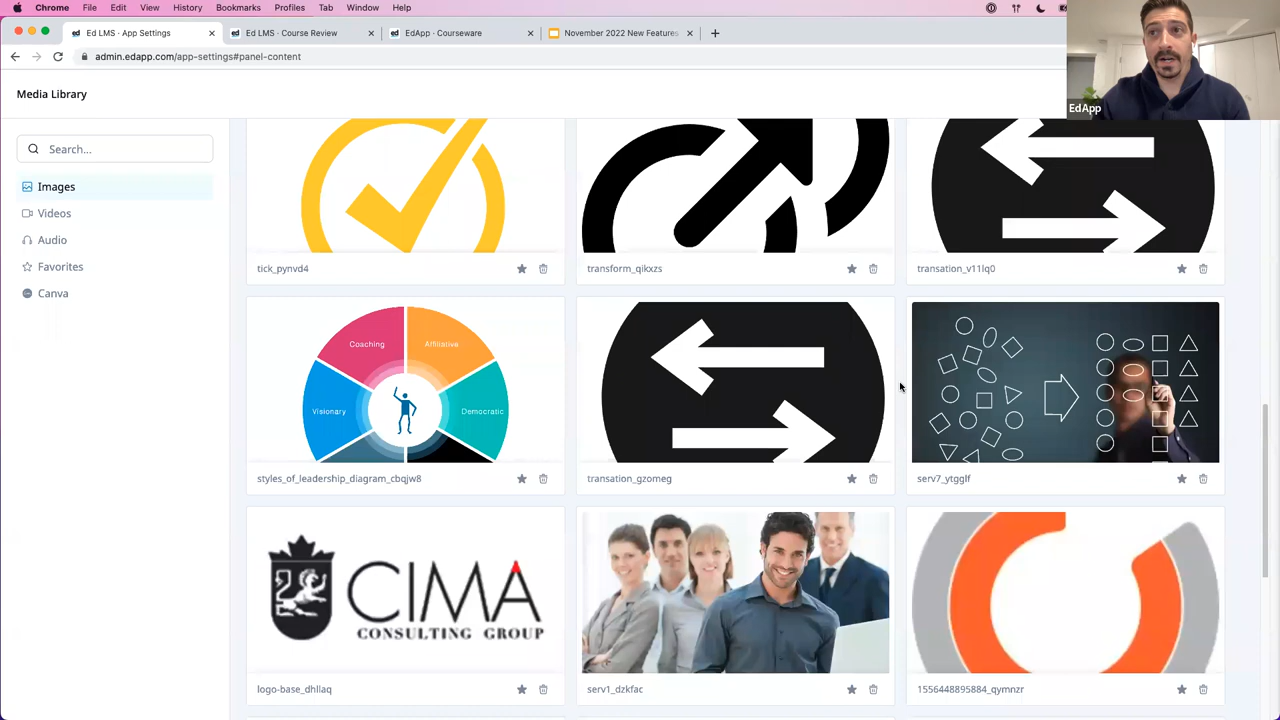 Chrome File Edit View History Bookmarks Profiles Tab Window Help
Ed LMS · App Settings
Ed LMS · Course Review
EdApp · Courseware
November 2022 New Features
admin.edapp.com/app-settings#panel-content
EdApp
Media Library
Search...
Images
Videos
Audio
Favorites
Canva
tick_pynvd4
transform_qikxzs
transation_v11lq0
Coaching
Affiliative
Visionary
Democratic
styles_of_leadership_diagram_cbqjw8
transation_gzomeg
serv7_ytgglf
CIMA
CONSULTING GROUP
logo-base_dhllaq
serv1_dzkfac
1556448895884_qymnzr